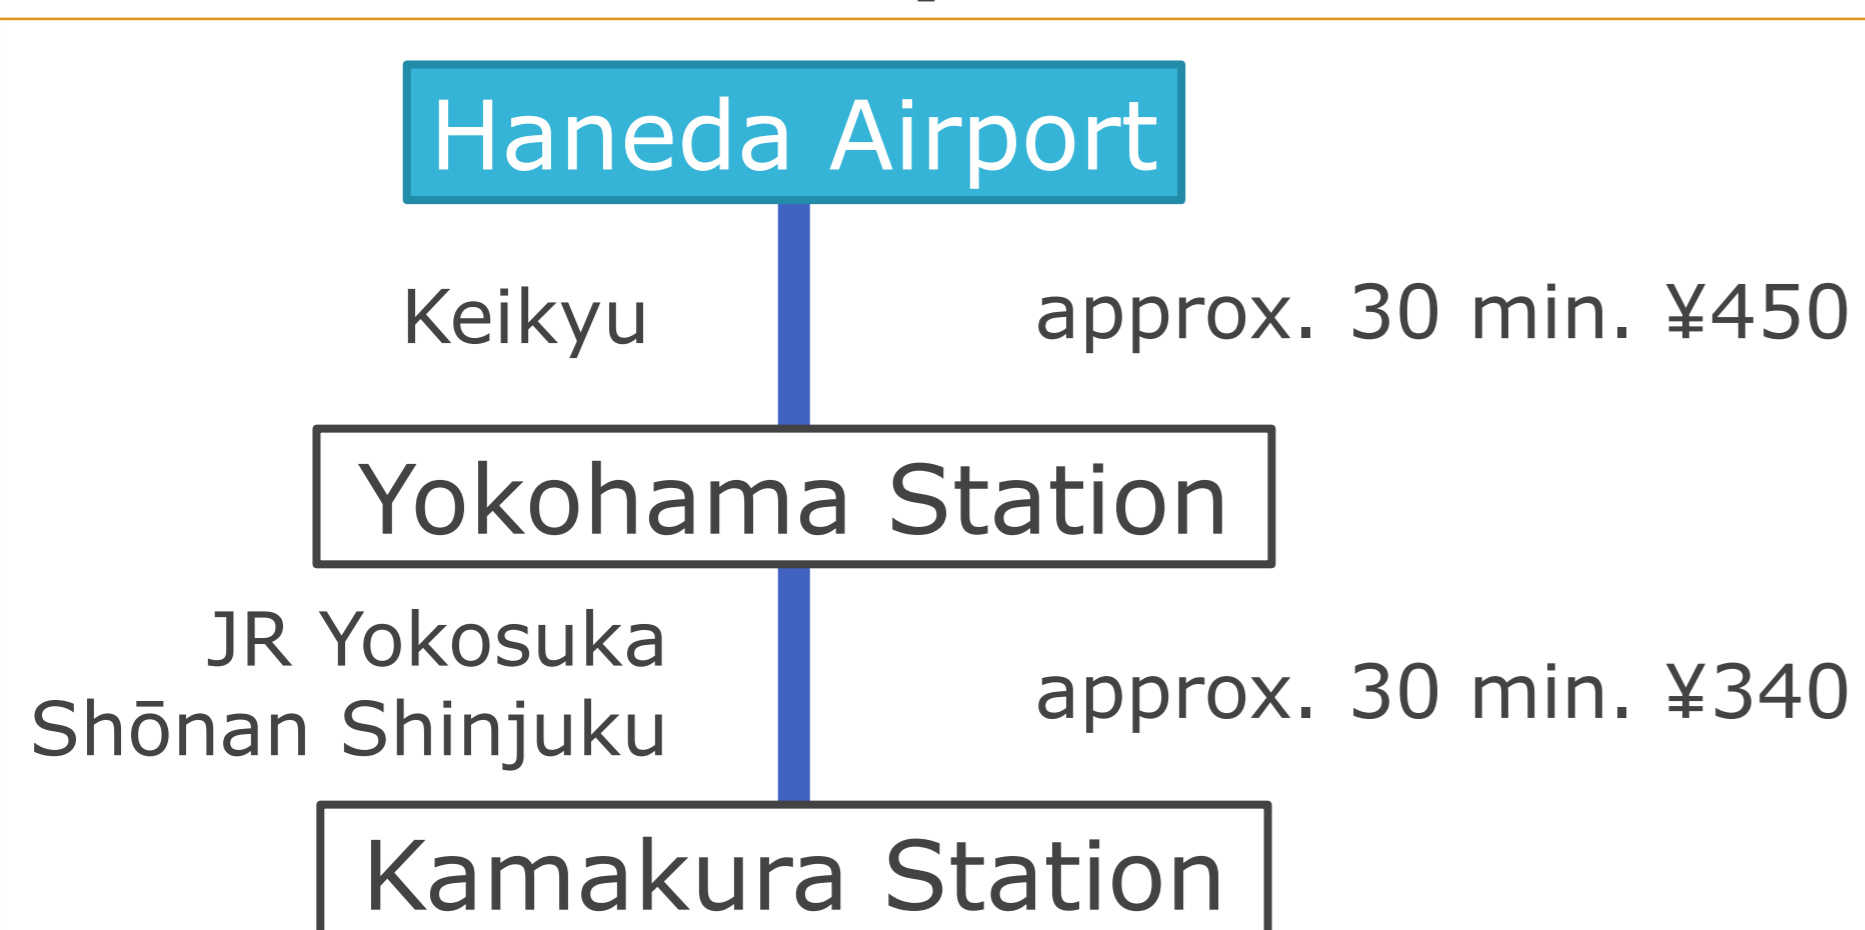 Haneda Airport
Keikyu
approx. 30 min. ¥450
Yokohama Station
JR Yokosuka
Shōnan Shinjuku
approx. 30 min. ¥340
Kamakura Station